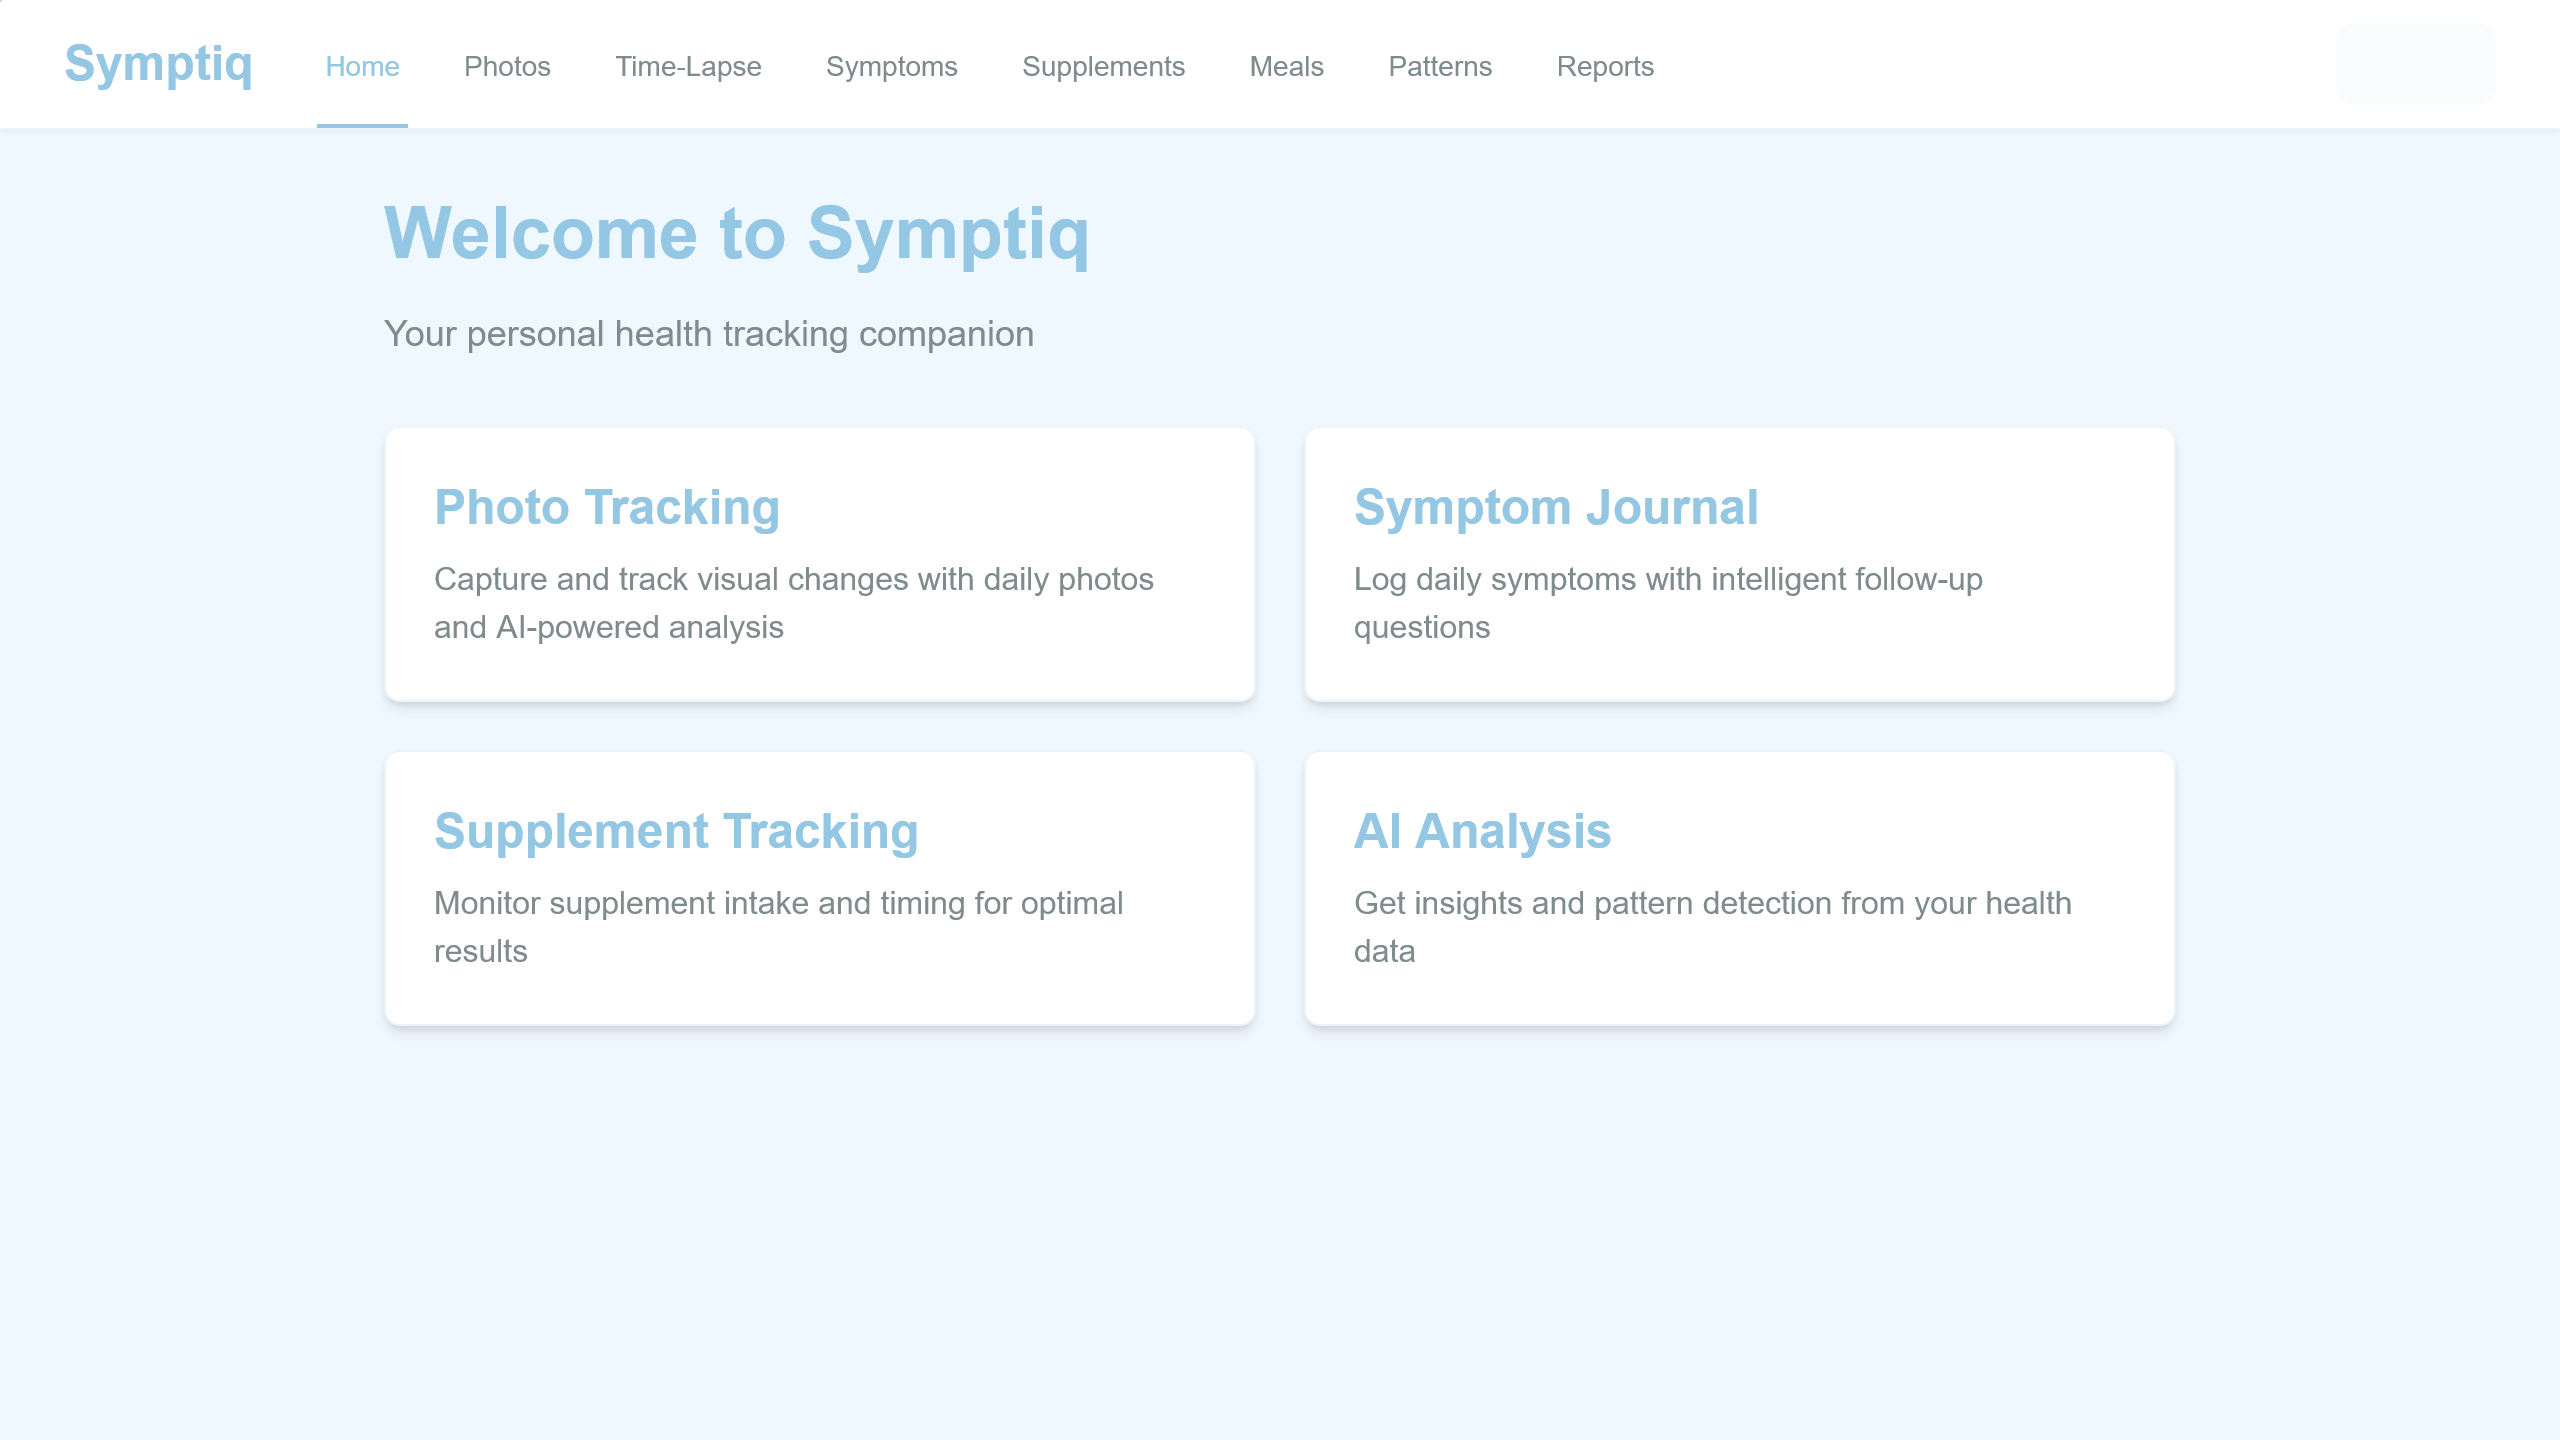 Symptiq
Home
Photos
Time-Lapse
Symptoms
Supplements
Meals
Patterns
Reports
Welcome to Symptiq
Your personal health tracking companion
Photo Tracking
Capture and track visual changes with daily photos
and AI-powered analysis
Symptom Journal
Log daily symptoms with intelligent follow-up
questions
Supplement Tracking
Monitor supplement intake and timing for optimal
results
AI Analysis
Get insights and pattern detection from your health
data